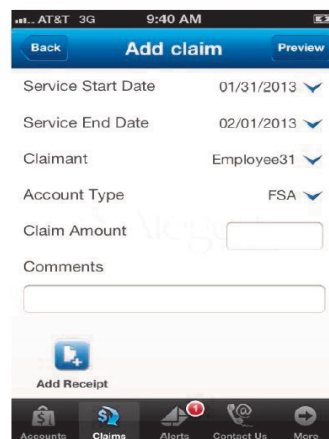 AT&T 3G 9:40 AM
Back Add claim Preview
Service Start Date 01/31/2013
Service End Date 02/01/2013
Claimant Employee31
Account Type FSA
Claim Amount
Comments
Add Receipt
1
Accounts Claims Alerts Contact Us More